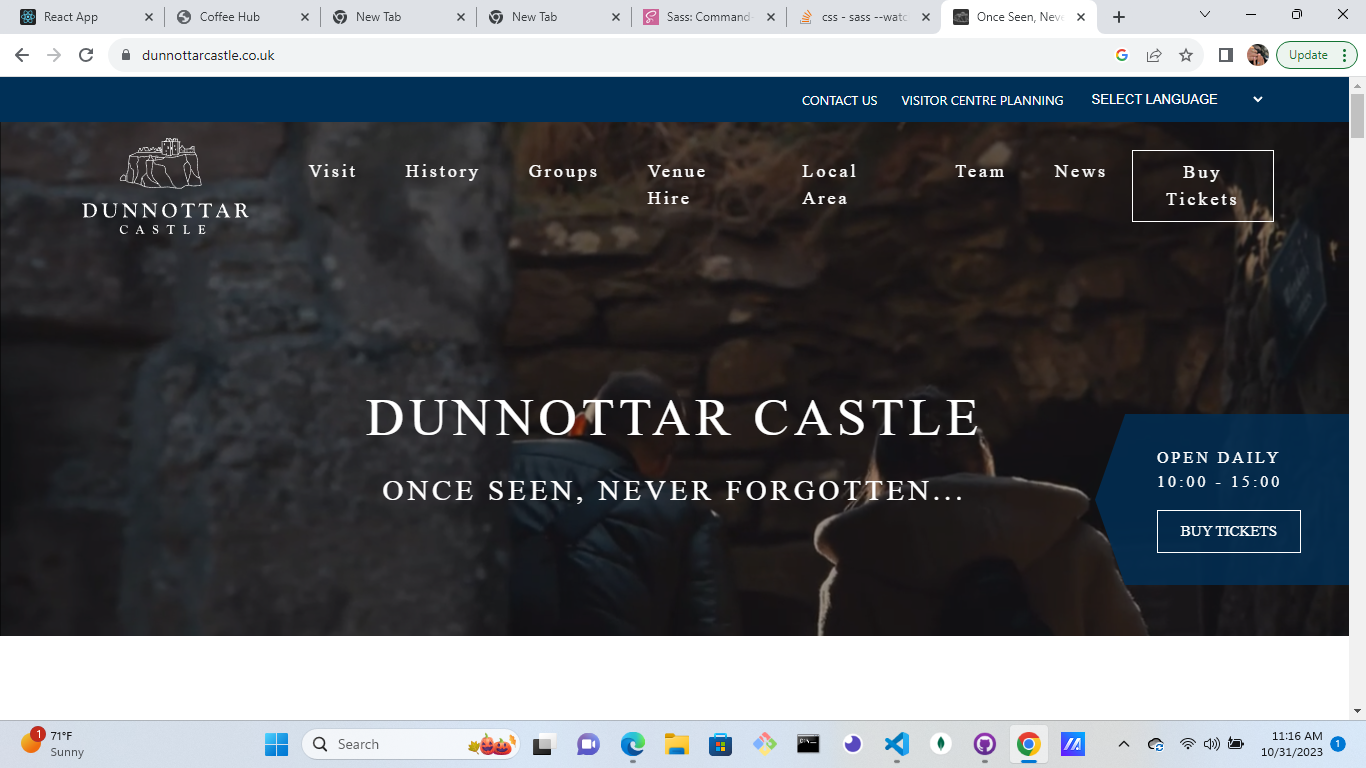 React App
Coffee Hub
New Tab
New Tab
Sass: Command-
css - sass --watc
Once Seen, Neve
dunnottarcastle.co.uk
Update
CONTACT US
VISITOR CENTRE PLANNING
SELECT LANGUAGE
DUNNOTTAR
CASTLE
Visit
History
Groups
Venue
Hire
Local
Area
Team
News
Buy
Tickets
DUNNOTTAR CASTLE
ONCE SEEN, NEVER FORGOTTEN...
OPEN DAILY
10:00 - 15:00
BUY TICKETS
1
71°F
Sunny
Search
11:16 AM
10/31/2023
1